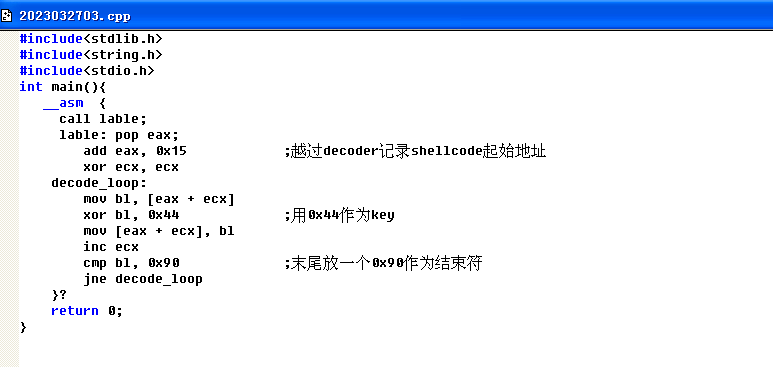 2023032703.cpp
#include<stdlib.h>
#include<string.h>
#include<stdio.h>
int main(){
__asm {
call lable;
lable: pop eax;
add eax, 0x15 ;越过decoder记录shellcode起始地址
xor ecx, ecx
decode_loop:
mov bl, [eax + ecx]
xor bl, 0x44 ;用0x44作为key
mov [eax + ecx], bl
inc ecx
cmp bl, 0x90 ;末尾放一个0x90作为结束符
jne decode_loop
}?
return 0;
}